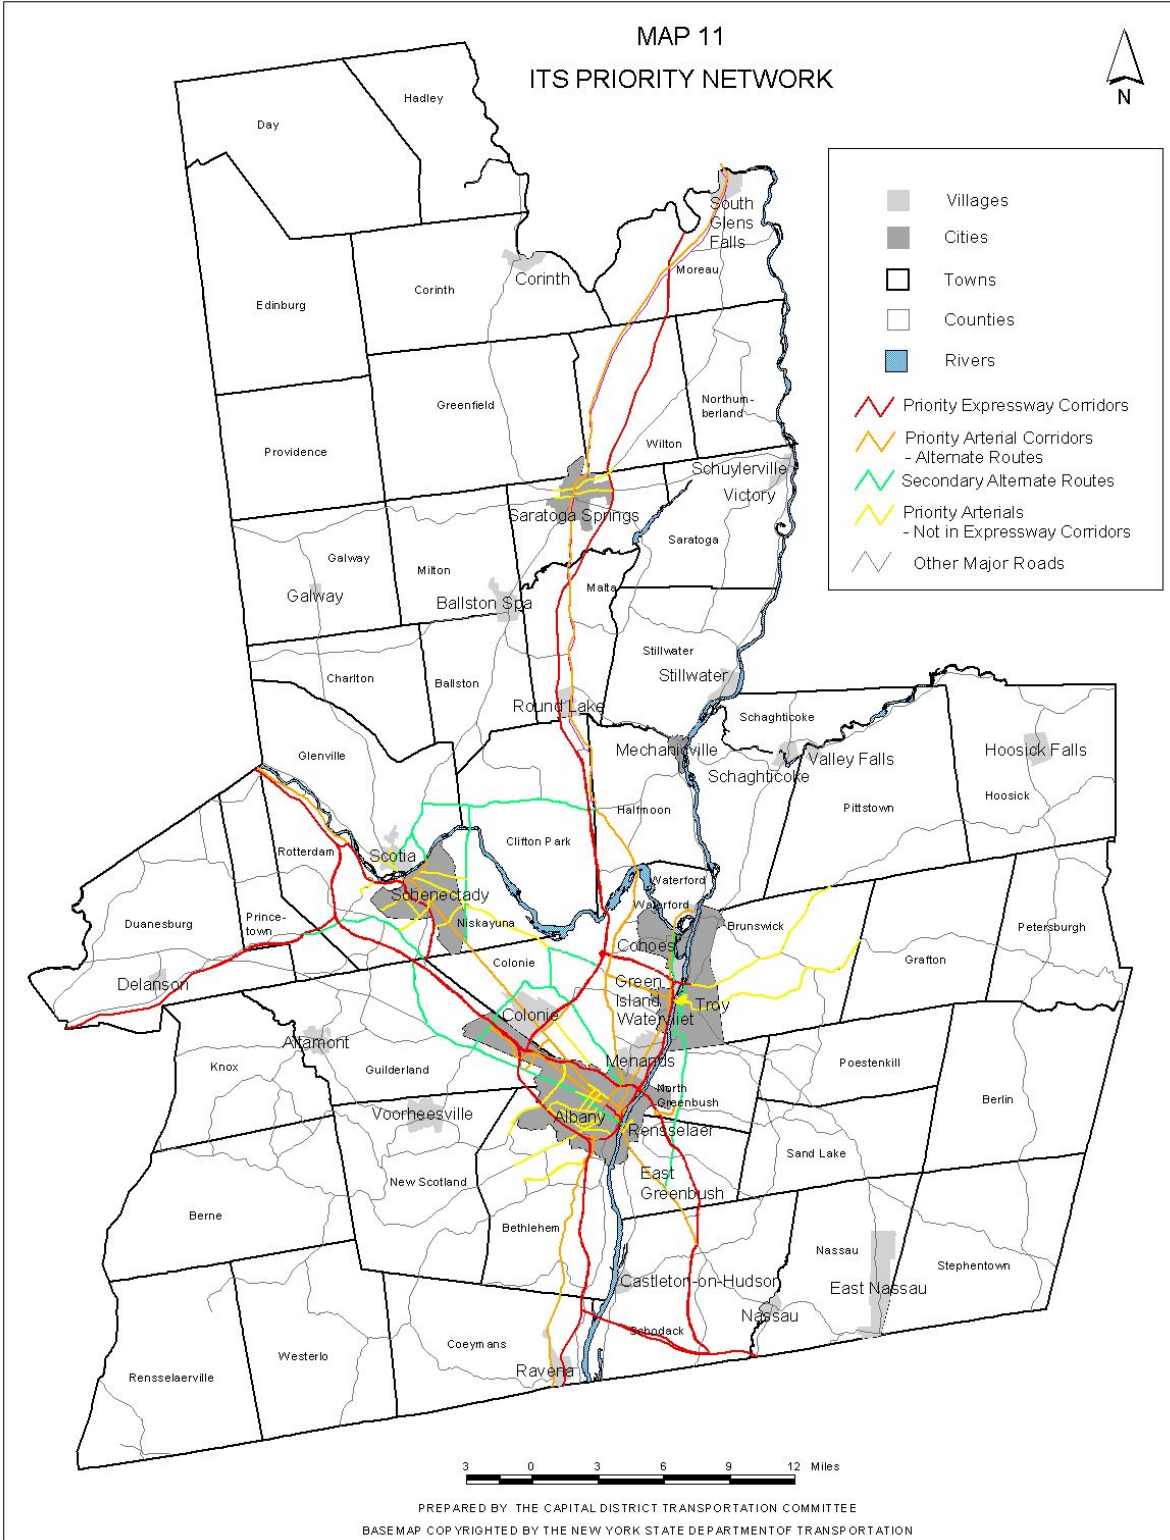 MAP 11
ITS PRIORITY NETWORK
N
Villages
Cities
Towns
Counties
Rivers
Priority Expressway Corridors
Priority Arterial Corridors
- Alternate Routes
Secondary Alternate Routes
Priority Arterials
- Not in Expressway Corridors
Other Major Roads
Hadley
Day
South
Glens
Falls
Moreau
Corinth
Corinth
Edinburg
Greenfield
Northum-
berland
Wilton
Providence
Schuylerville
Victory
Saratoga Springs
Saratoga
Galway
Milton
Galway
Ballston Spa
Malta
Stillwater
Stillwater
Charlton
Ballston
Round Lake
Schaghticoke
Mechanicville
Schaghticoke
Valley Falls
Hoosick Falls
Glenville
Hoosick
Halfmoon
Pittstown
Clifton Park
Rotterdam
Scotia
Waterford
Schenectady
Waterford
Duanesburg
Prince-
town
Niskayuna
Brunswick
Petersburgh
Cohoes
Colonie
Grafton
Delanson
Green
Island
Troy
Colonie
Watervliet
Altamont
Menands
Knox
Guilderland
Poestenkill
North
Greenbush
Berlin
Voorheesville
Albany
Rensselaer
Sand Lake
New Scotland
East
Greenbush
Berne
Bethlehem
Nassau
Stephentown
Castleton-on-Hudson
East Nassau
Nassau
Schodack
Coeymans
Westerlo
Ravena
Rensselaerville
3 0 3 6 9 12 Miles
PREPARED BY THE CAPITAL DISTRICT TRANSPORTATION COMMITTEE
BASEMAP COPYRIGHTED BY THE NEW YORK STATE DEPARTMENT OF TRANSPORTATION